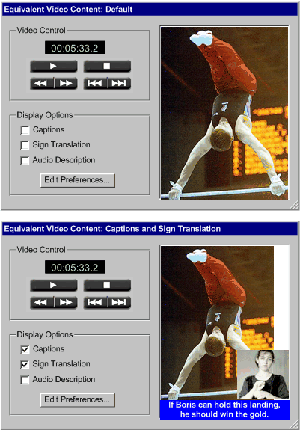 Equivalent Video Content: Default
Video Control
00:05:33.2
Display Options
Captions
Sign Translation
Audio Description
Edit Preferences...
Equivalent Video Content: Captions and Sign Translation
Video Control
00:05:33.2
Display Options
Captions
Sign Translation
Audio Description
Edit Preferences...
If Boris can hold this landing,
he should win the gold.